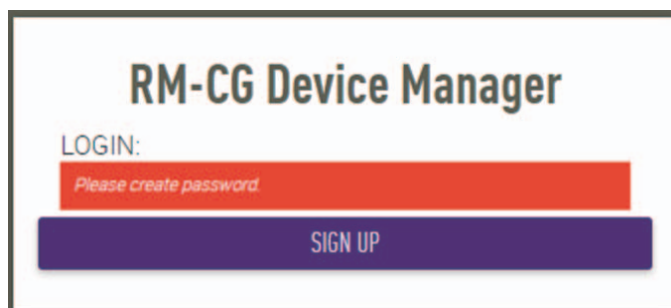 RM-CG Device Manager
LOGIN:
Please create password.
SIGN UP